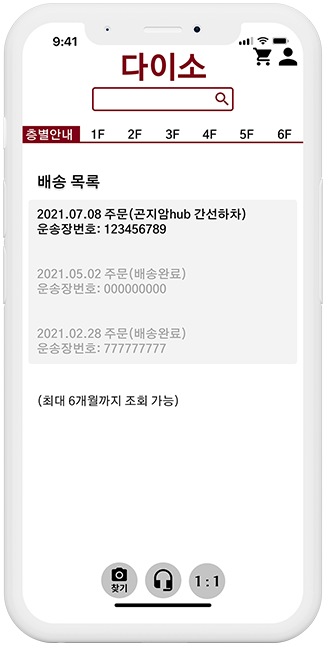 9:41
다이소
층별안내 1F 2F 3F 4F 5F 6F
배송 목록
2021.07.08 주문(곤지암hub 간선하차)
운송장번호: 123456789
2021.05.02 주문(배송완료)
운송장번호: 000000000
2021.02.28 주문(배송완료)
운송장번호: 777777777
(최대 6개월까지 조회 가능)
찾기
1 : 1